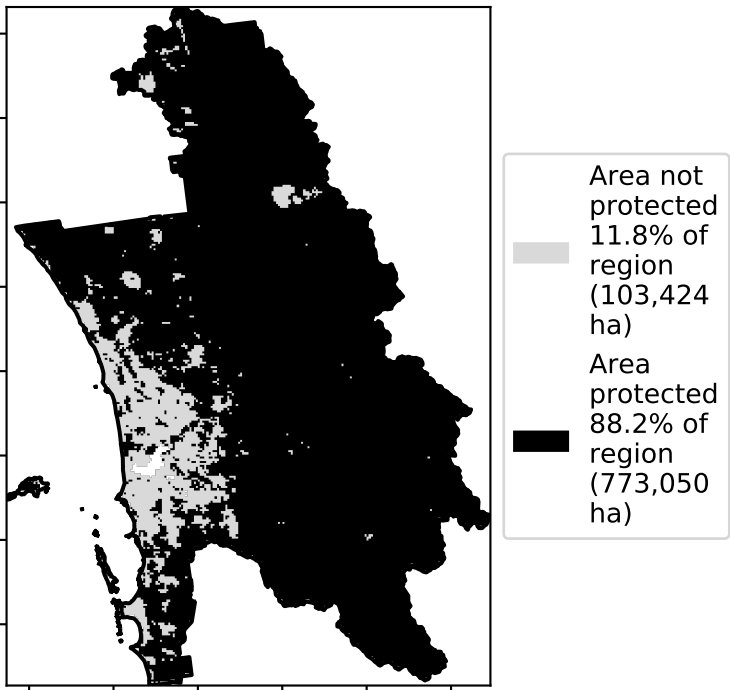 Area not
protected
11.8% of
region
(103,424
ha)
Area
protected
88.2% of
region
(773,050
ha)